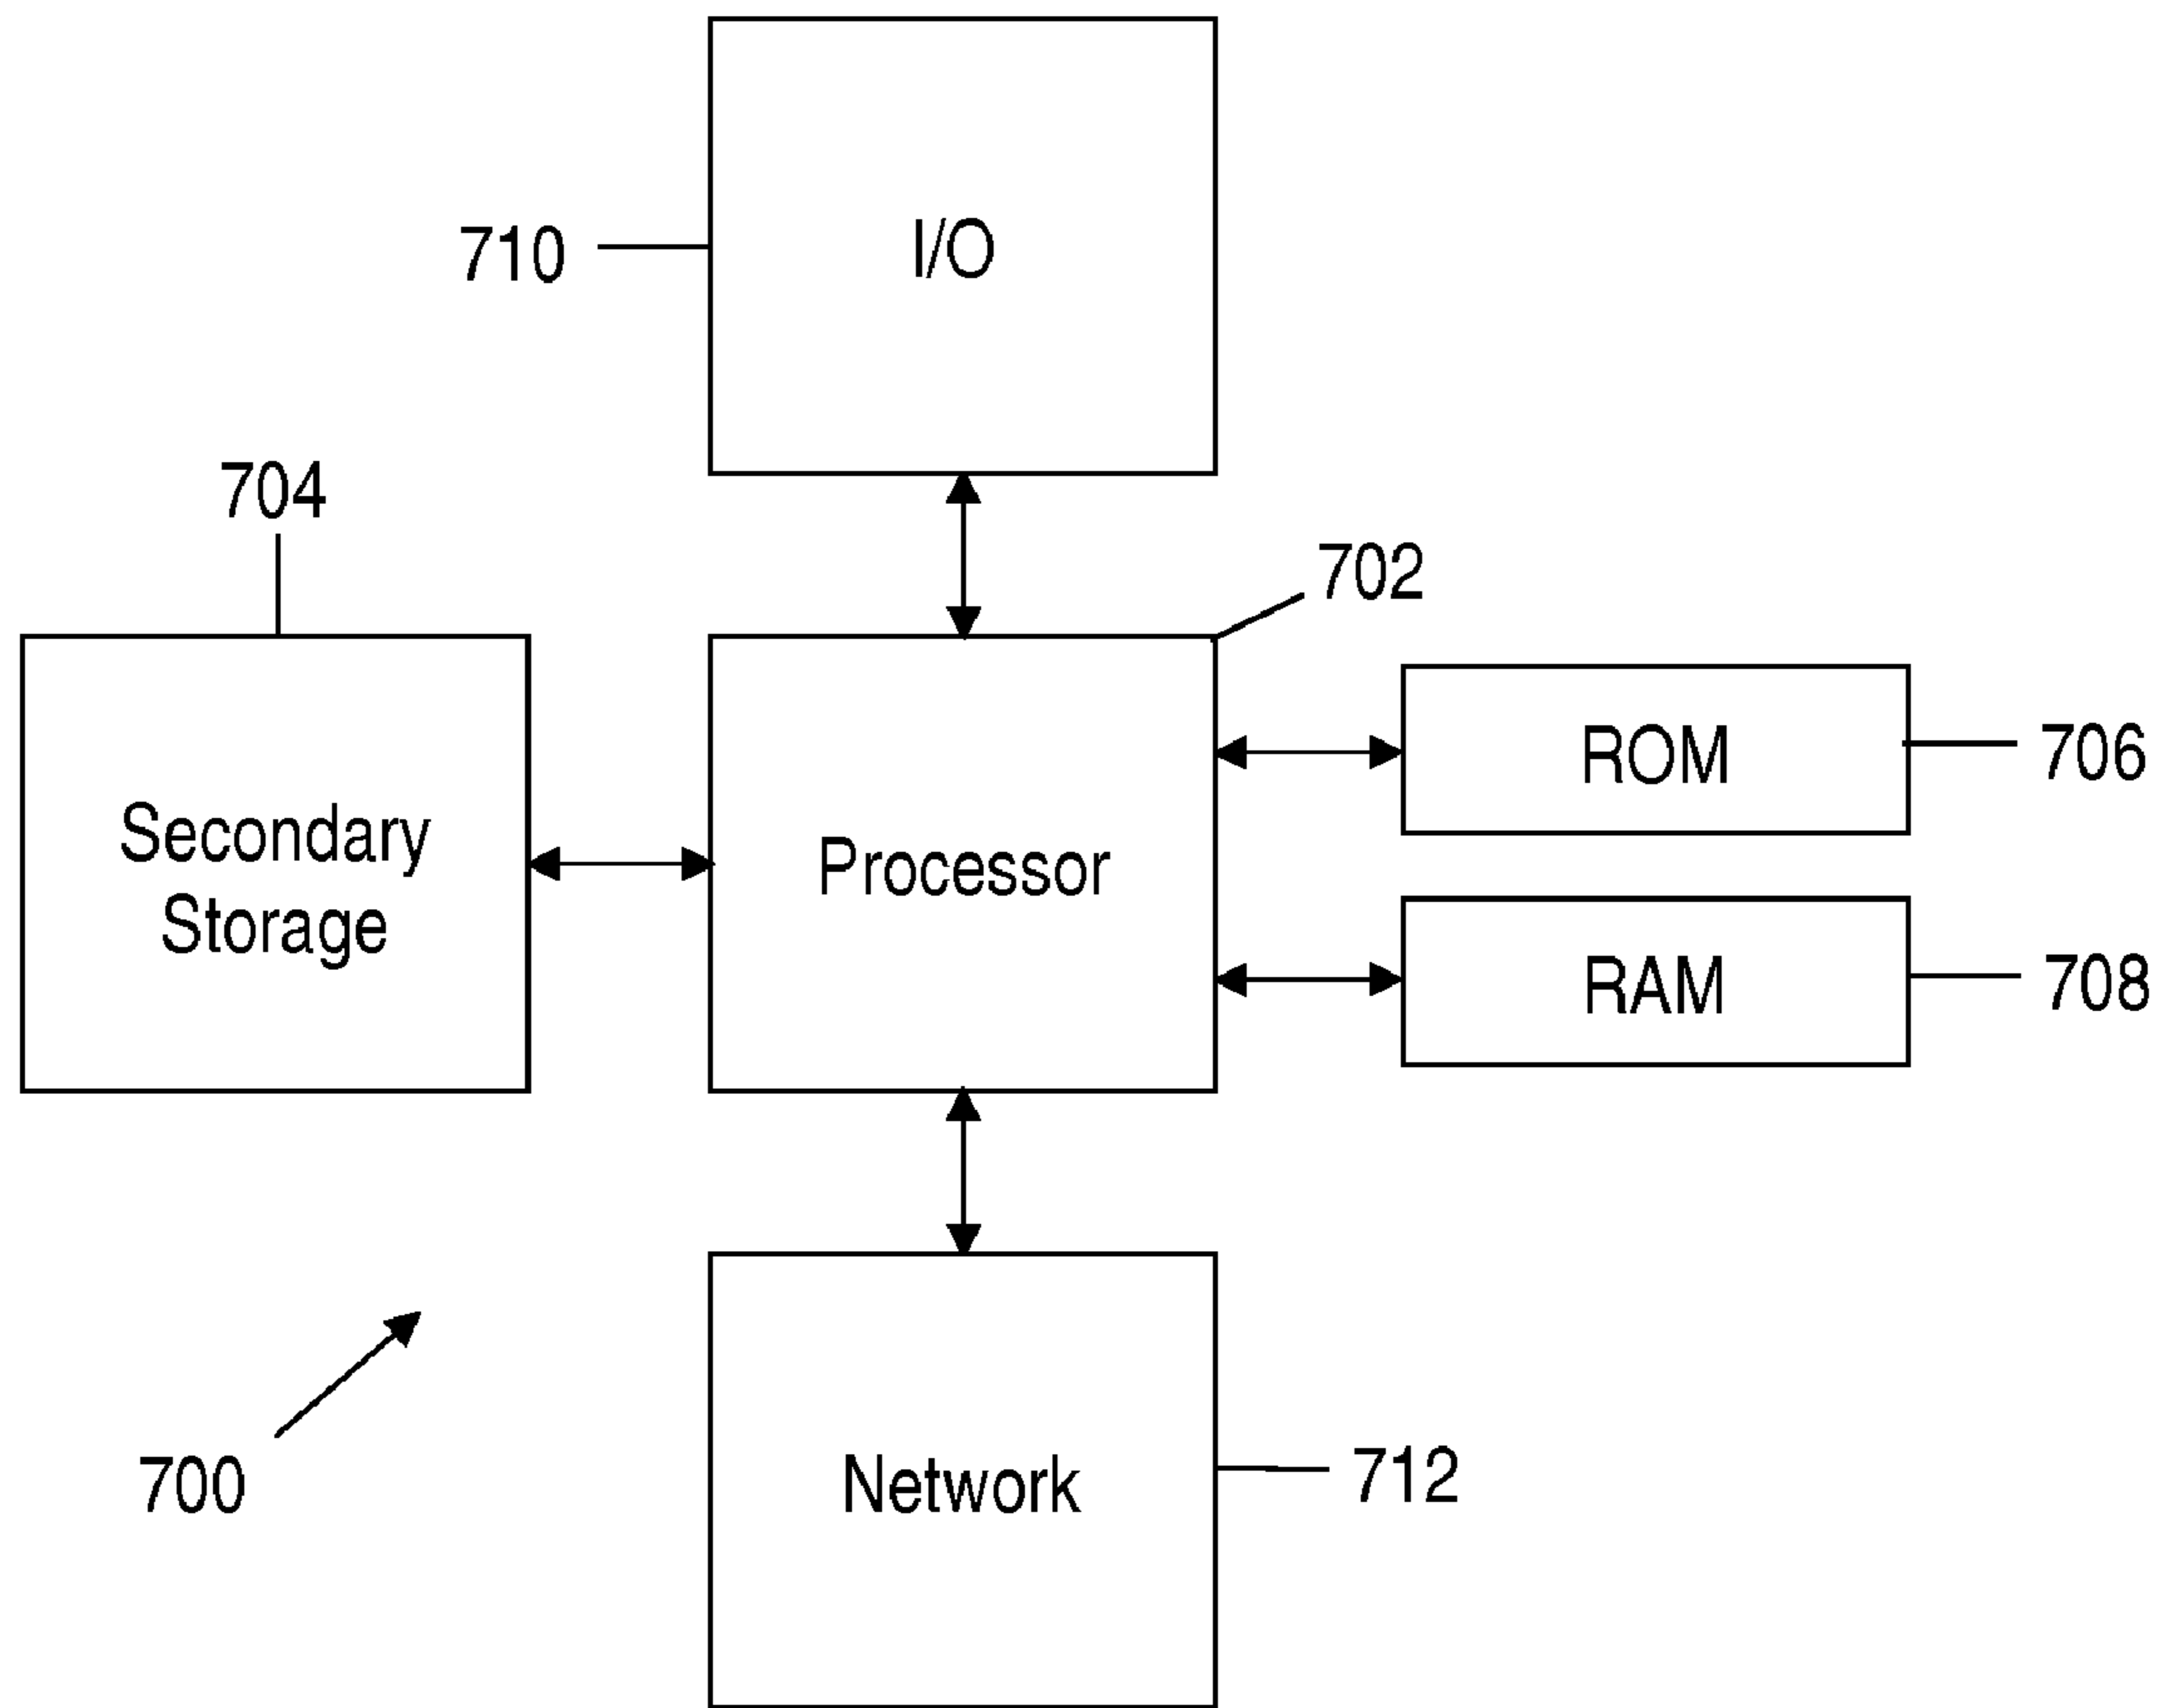 710
I/O
704
702
Secondary
Storage
Processor
ROM
706
RAM
708
700
Network
712